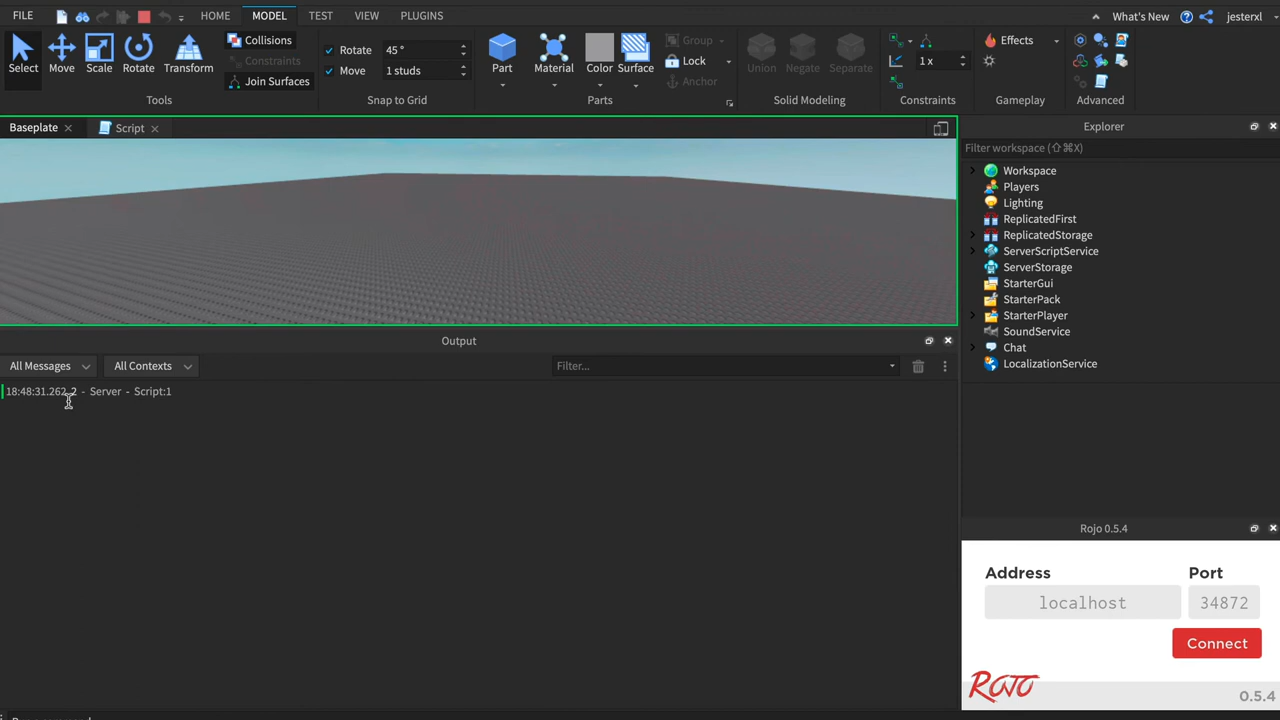 FILE HOME MODEL TEST VIEW PLUGINS What's New jesterxl
Select Move Scale Rotate Transform
Collisions
Constraints
Join Surfaces
Tools
Rotate 45 °
Move 1 studs
Snap to Grid
Part Material Color Surface
Group
Lock
Anchor
Parts
Union Negate Separate
Solid Modeling
1 x
Constraints
Effects
Gameplay
Advanced
Baseplate Script
Output
All Messages All Contexts Filter...
18:48:31.262 2 - Server - Script:1
Explorer
Filter workspace (⇧⌘X)
Workspace
Players
Lighting
ReplicatedFirst
ReplicatedStorage
ServerScriptService
ServerStorage
StarterGui
StarterPack
StarterPlayer
SoundService
Chat
LocalizationService
Rojo 0.5.4
Address Port
localhost 34872
Connect
ROJO 0.5.4